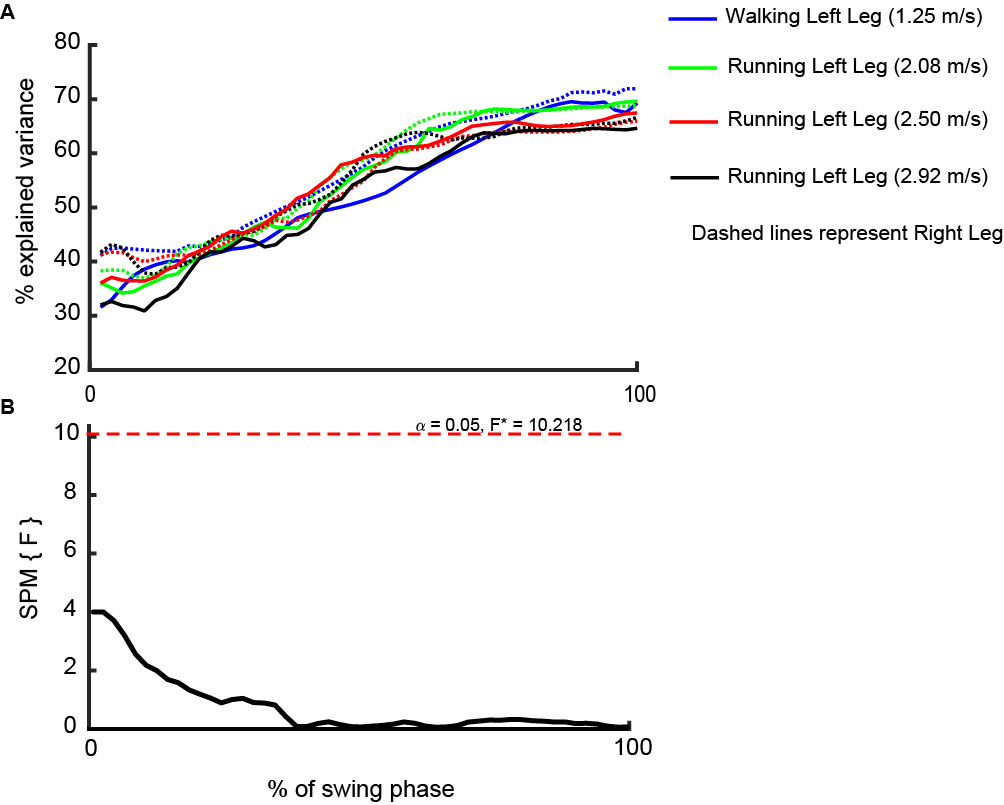 A
Walking Left Leg (1.25 m/s)
Running Left Leg (2.08 m/s)
Running Left Leg (2.50 m/s)
Running Left Leg (2.92 m/s)
Dashed lines represent Right Leg
% explained variance
80
70
60
50
40
30
20
0
100
B
α = 0.05, F* = 10.218
SPM { F }
10
8
6
4
2
0
0
100
% of swing phase